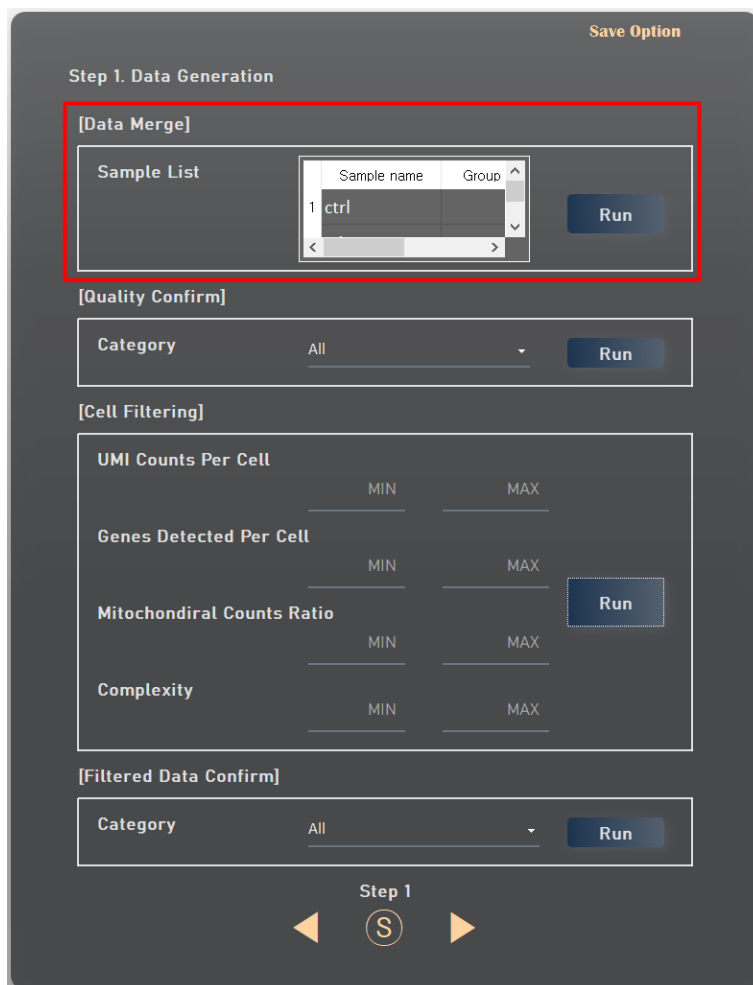 Save Option
Step 1. Data Generation
[Data Merge]
Sample List
Sample name Group
1 ctrl
Run
[Quality Confirm]
Category All Run
[Cell Filtering]
UMI Counts Per Cell
MIN MAX
Genes Detected Per Cell
MIN MAX
Run
Mitochondiral Counts Ratio
MIN MAX
Complexity
MIN MAX
[Filtered Data Confirm]
Category All Run
Step 1
S